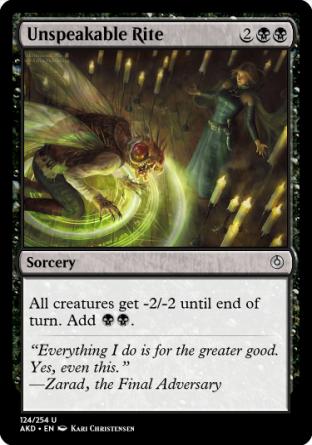 Unspeakable Rite 2
Sorcery
All creatures get -2/-2 until end of
turn. Add
“Everything I do is for the greater good.
Yes, even this.”
—Zarad, the Final Adversary
124/254 U
AKD • EN Kari Christensen